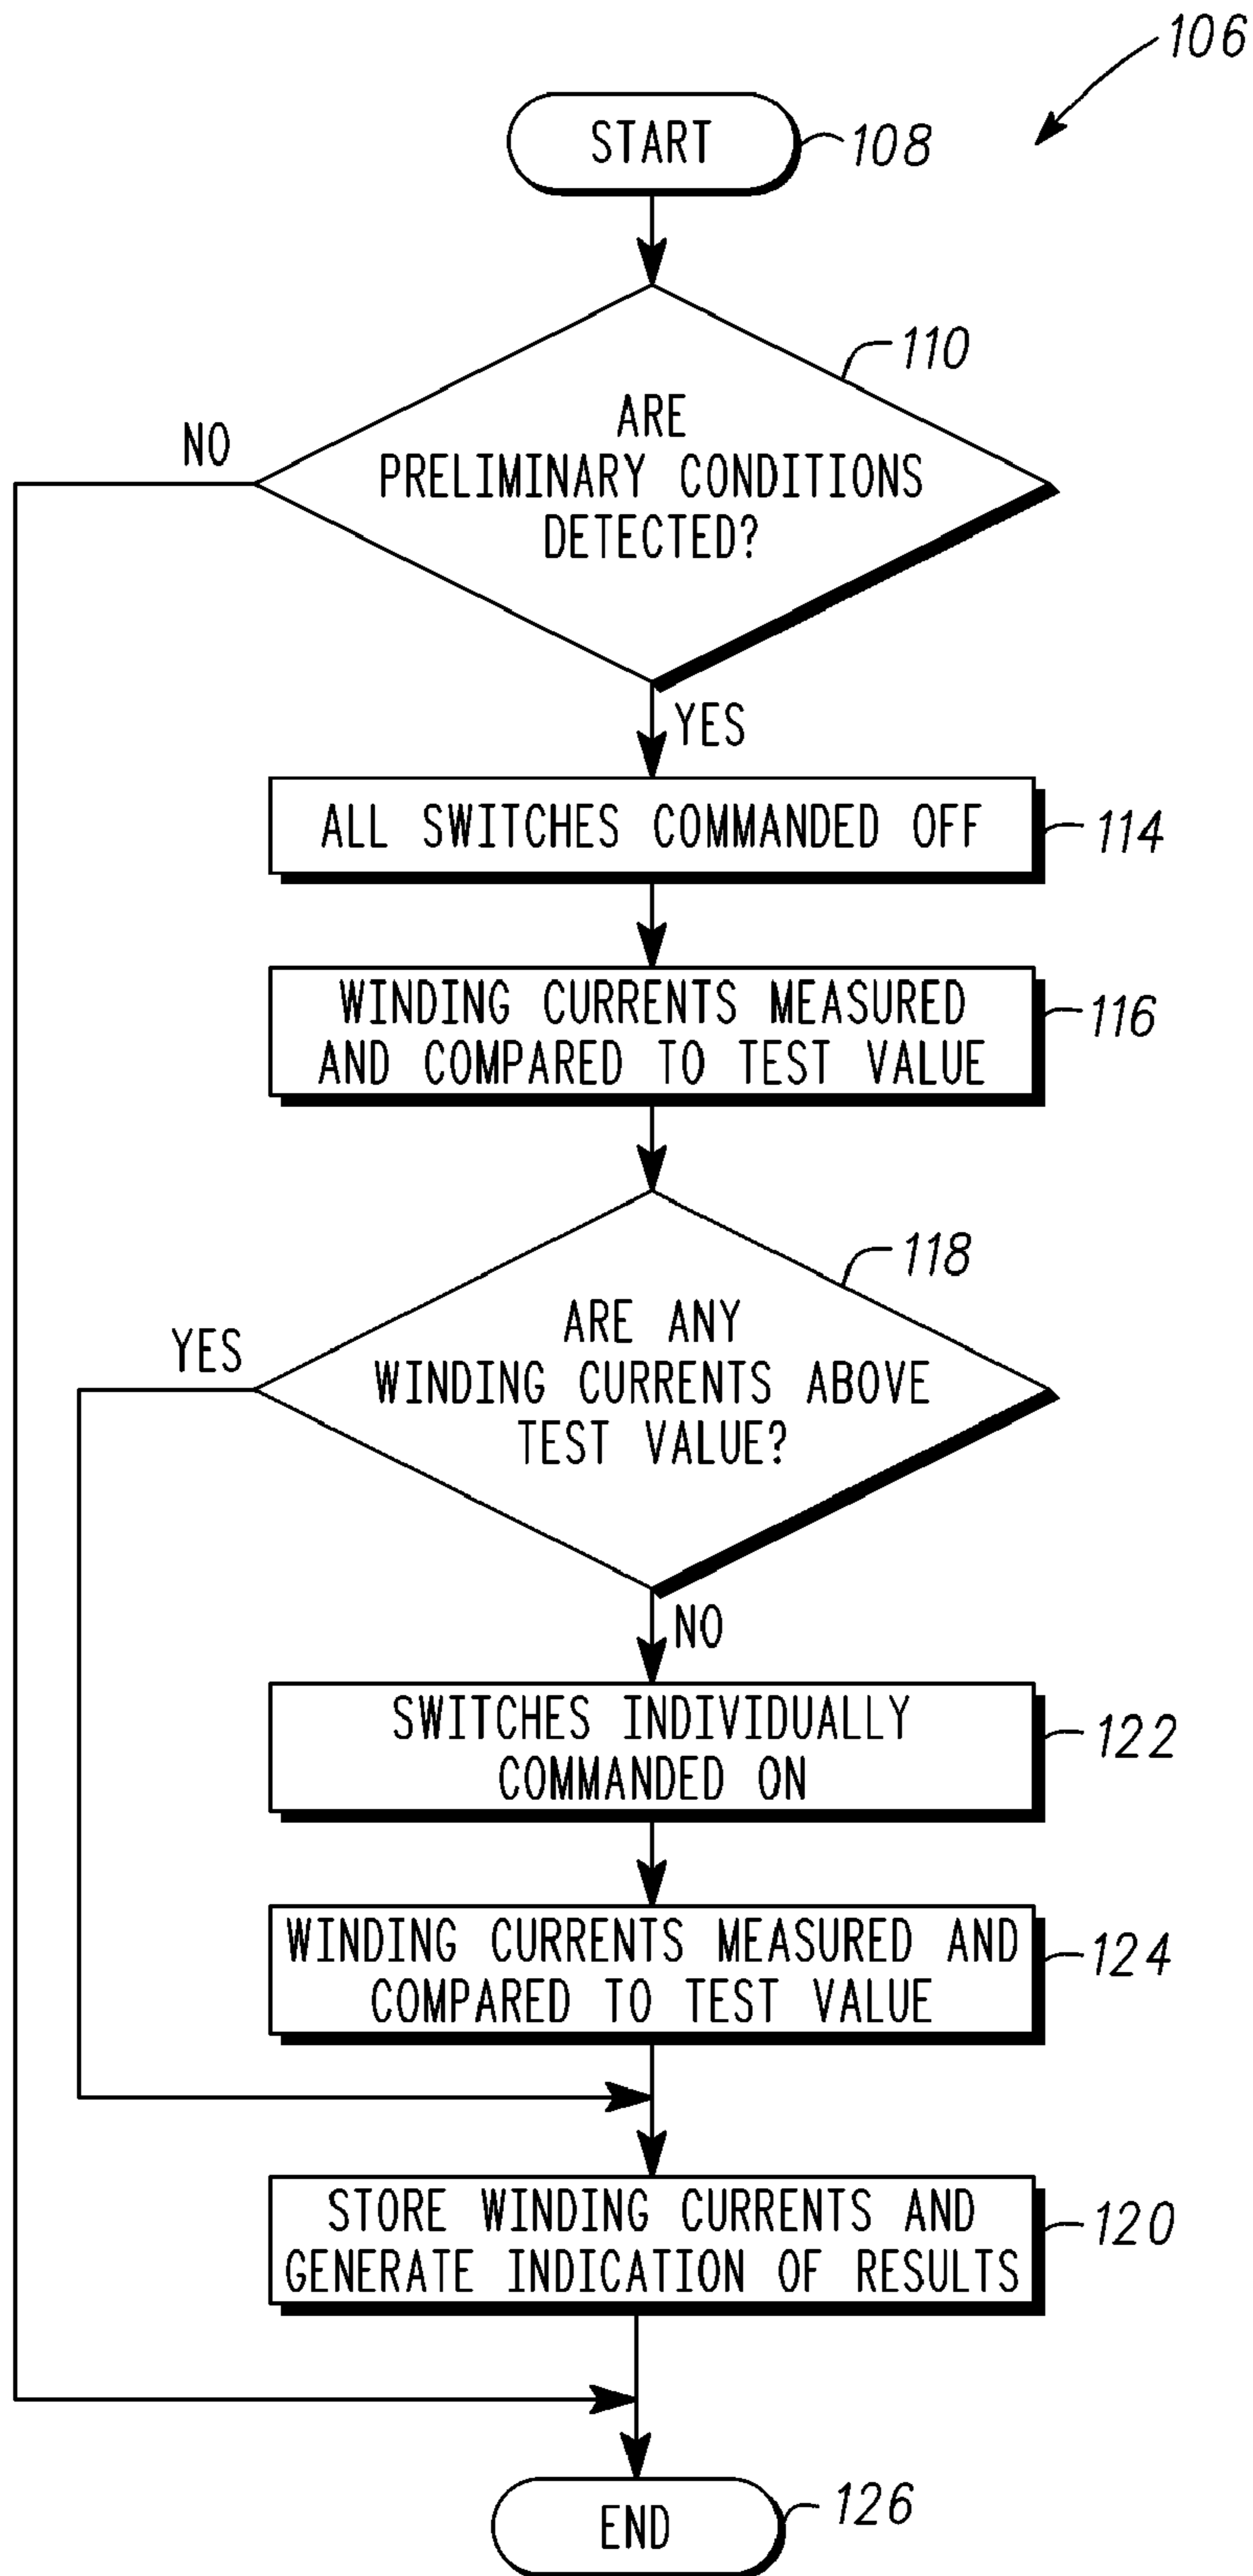 106
START
108
110
ARE
PRELIMINARY CONDITIONS
DETECTED?
NO
YES
ALL SWITCHES COMMANDED OFF
114
WINDING CURRENTS MEASURED
AND COMPARED TO TEST VALUE
116
118
ARE ANY
WINDING CURRENTS ABOVE
TEST VALUE?
YES
NO
SWITCHES INDIVIDUALLY
COMMANDED ON
122
WINDING CURRENTS MEASURED AND
COMPARED TO TEST VALUE
124
STORE WINDING CURRENTS AND
GENERATE INDICATION OF RESULTS
120
END
126